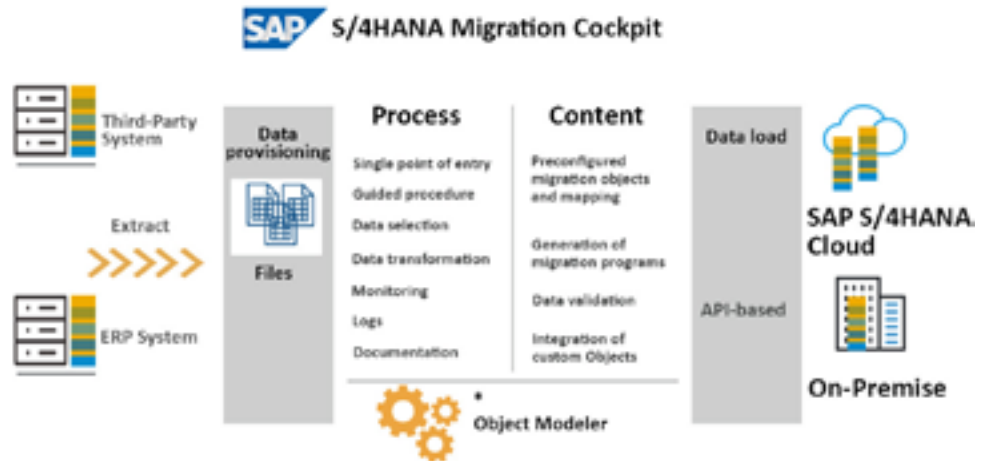 SAP S/4HANA Migration Cockpit
Third-Party
System
Extract
ERP System
Data
provisioning
Files
Process
Single point of entry
Guided procedure
Data selection
Data transformation
Monitoring
Logs
Documentation
Content
Preconfigured
migration objects
and mapping
Generation of
migration programs
Data validation
Integration of
custom Objects
*
Object Modeler
Data load
API-based
SAP S/4HANA
Cloud
On-Premise